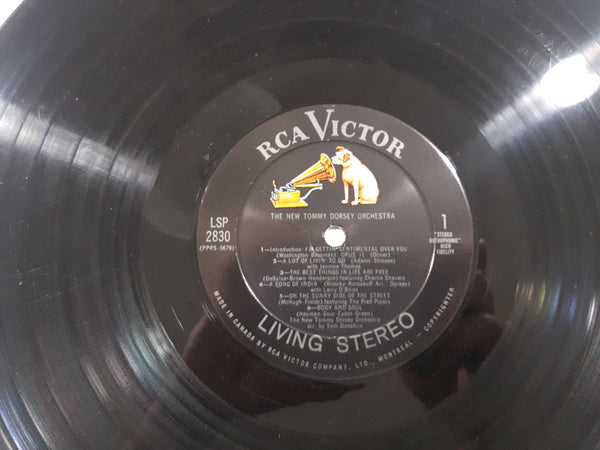 RCA VICTOR
THE NEW TOMMY DORSEY ORCHESTRA
LSP
2830
(PPRS-5679)
1
"STEREO
ORTHOPHONIC"
HIGH
FIDELITY
1—Introduction: I'M GETTIN' SENTIMENTAL OVER YOU
(Washington-Bassman) OPUS #1 (Oliver)
2—A LOT OF LIVIN' TO DO (Adams-Strouse)
with Jeannie Thomas
3—THE BEST THINGS IN LIFE ARE FREE
(DeSylva-Brown-Henderson) featuring Charlie Shavers
4—A SONG OF INDIA (Rimsky-Korsakoff-Arr.: Dorsey)
with Larry O'Brien
5—ON THE SUNNY SIDE OF THE STREET
(McHugh-Fields) featuring The Pied Pipers
6—BODY AND SOUL
(Heyman-Sour-Eyton-Green)
The New Tommy Dorsey Orchestra
dir. by Sam Donahue
LIVING STEREO
MADE IN CANADA BY RCA VICTOR COMPANY, LTD., MONTREAL — COPYRIGHTED